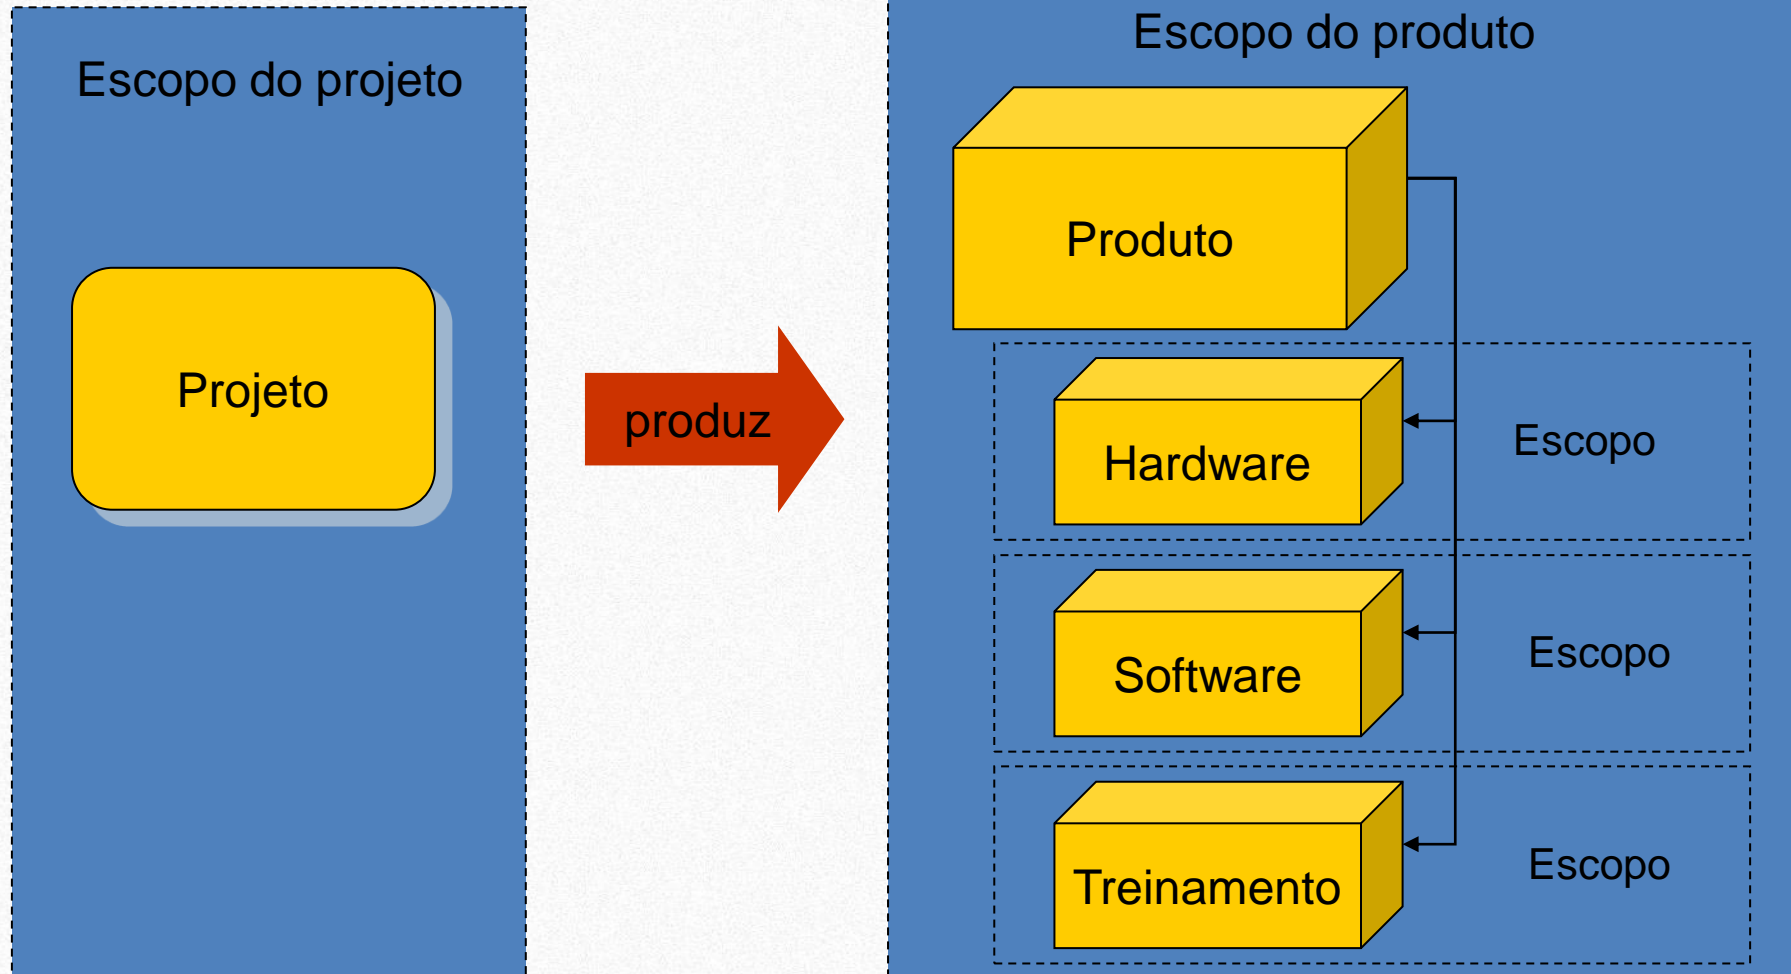 Escopo do projeto
Projeto
produz
Escopo do produto
Produto
Hardware
Escopo
Software
Escopo
Treinamento
Escopo